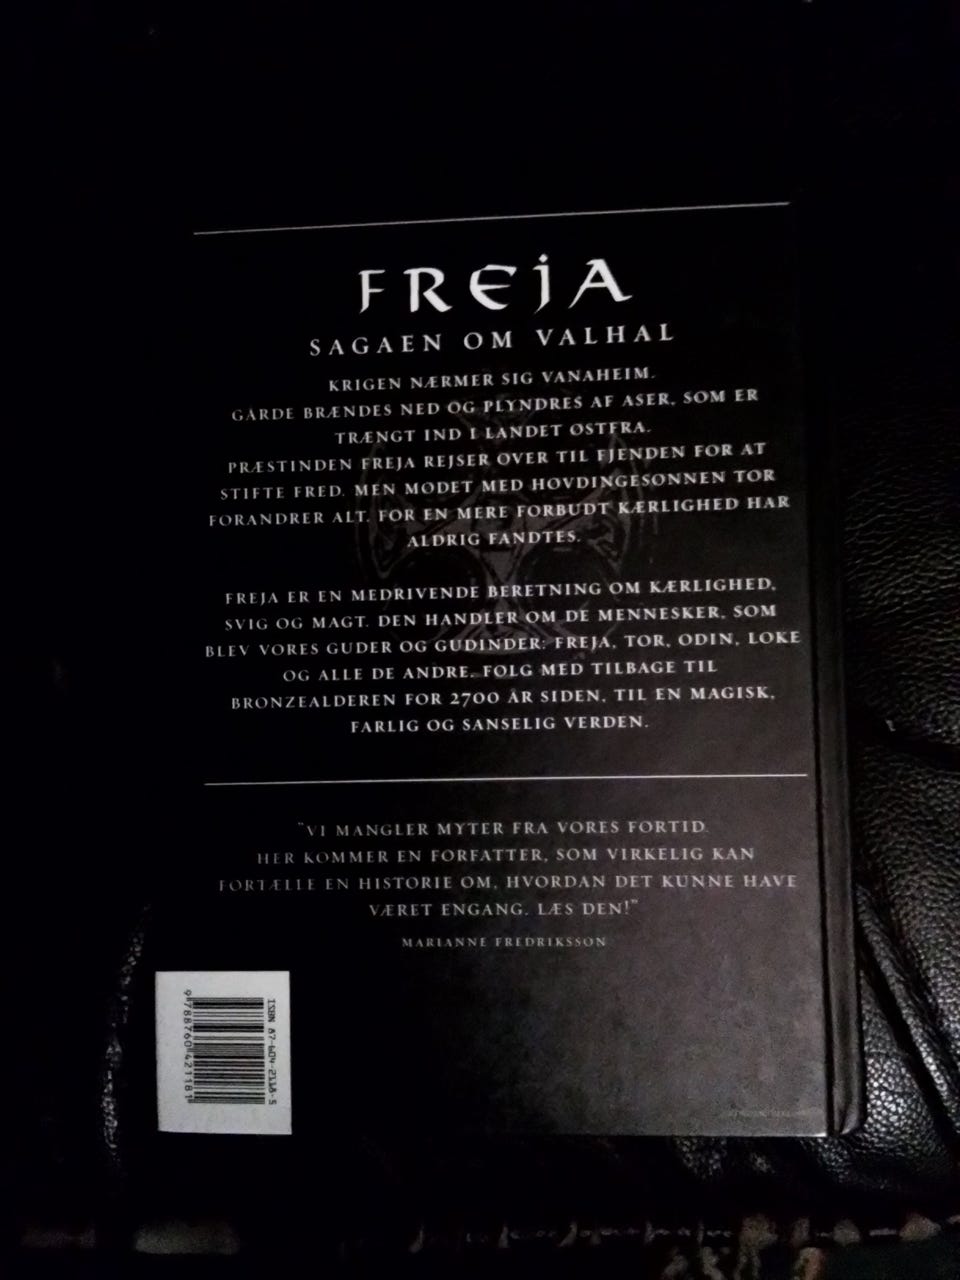 FREJA
SAGAEN OM VALHAL
KRIGEN NÆRMER SIG VANAHEIM.
GÅRDE BRÆNDES NED OG PLYNDRES AF ASER, SOM ER
TRÆNGT IND I LANDET ØSTFRA.
PRÆSTINDEN FREJA REJSER OVER TIL FJENDEN FOR AT
STIFTE FRED. MEN MØDET MED HØVDINGESØNNEN TOR
FORANDRER ALT. FOR EN MERE FORBUDT KÆRLIGHED HAR
ALDRIG FANDTES.
FREJA ER EN MEDRIVENDE BERETNING OM KÆRLIGHED,
SVIG OG MAGT. DEN HANDLER OM DE MENNESKER, SOM
BLEV VORES GUDER OG GUDINDER: FREJA, TOR, ODIN, LOKE
OG ALLE DE ANDRE. FØLG MED TILBAGE TIL
BRONZEALDEREN FOR 2700 ÅR SIDEN, TIL EN MAGISK,
FARLIG OG SANSELIG VERDEN.
"VI MANGLER MYTER FRA VORES FORTID.
HER KOMMER EN FORFATTER, SOM VIRKELIG KAN
FORTÆLLE EN HISTORIE OM, HVORDAN DET KUNNE HAVE
VÆRET ENGANG. LÆS DEN!"
MARIANNE FREDRIKSSON
ISBN 87-604-2118-5
9788760421181